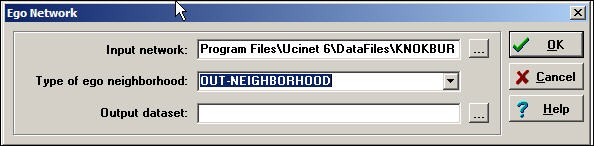 Ego Network
Input network: Program Files\Ucinet 6\DataFiles\KNOKBUR ... OK
Type of ego neighborhood: OUT-NEIGHBORHOOD Cancel
Output dataset: ... Help